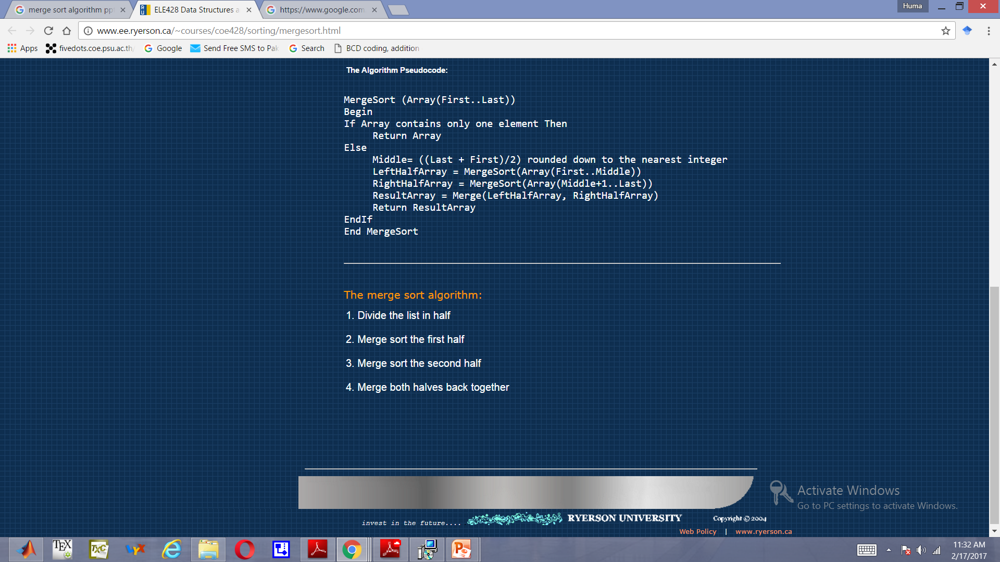 merge sort algorithm pp
ELE428 Data Structures a
https://www.google.com
Huma
www.ee.ryerson.ca/~courses/coe428/sorting/mergesort.html
Apps
fivedots.coe.psu.ac.th/
Google
Send Free SMS to Pak
Search
BCD coding, addition
The Algorithm Pseudocode:
MergeSort (Array(First..Last))
Begin
If Array contains only one element Then
Return Array
Else
Middle= ((Last + First)/2) rounded down to the nearest integer
LeftHalfArray = MergeSort(Array(First..Middle))
RightHalfArray = MergeSort(Array(Middle+1..Last))
ResultArray = Merge(LeftHalfArray, RightHalfArray)
Return ResultArray
EndIf
End MergeSort
The merge sort algorithm:
1. Divide the list in half
2. Merge sort the first half
3. Merge sort the second half
4. Merge both halves back together
Activate Windows
Go to PC settings to activate Windows.
invest in the future....
RYERSON UNIVERSITY
Copyright © 2004
Web Policy | www.ryerson.ca
11:32 AM
2/17/2017